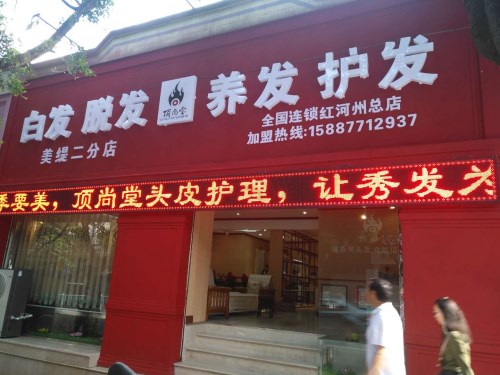 白发 脱发 顶尚堂 养发 护发
美缇二分店
全国连锁红河州总店
加盟热线:15887712937
季要美，顶尚堂头皮护理，让秀发为